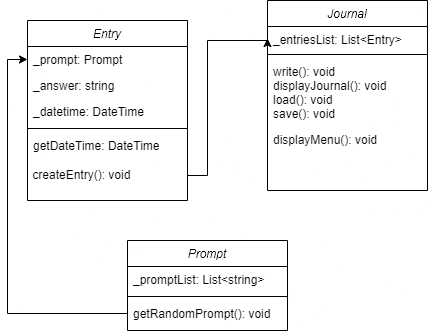 Entry
_prompt: Prompt
_answer: string
_datetime: DateTime
getDateTime: DateTime
createEntry(): void
Journal
_entriesList: List<Entry>
write(): void
displayJournal(): void
load(): void
save(): void
displayMenu(): void
Prompt
_promptList: List<string>
getRandomPrompt(): void